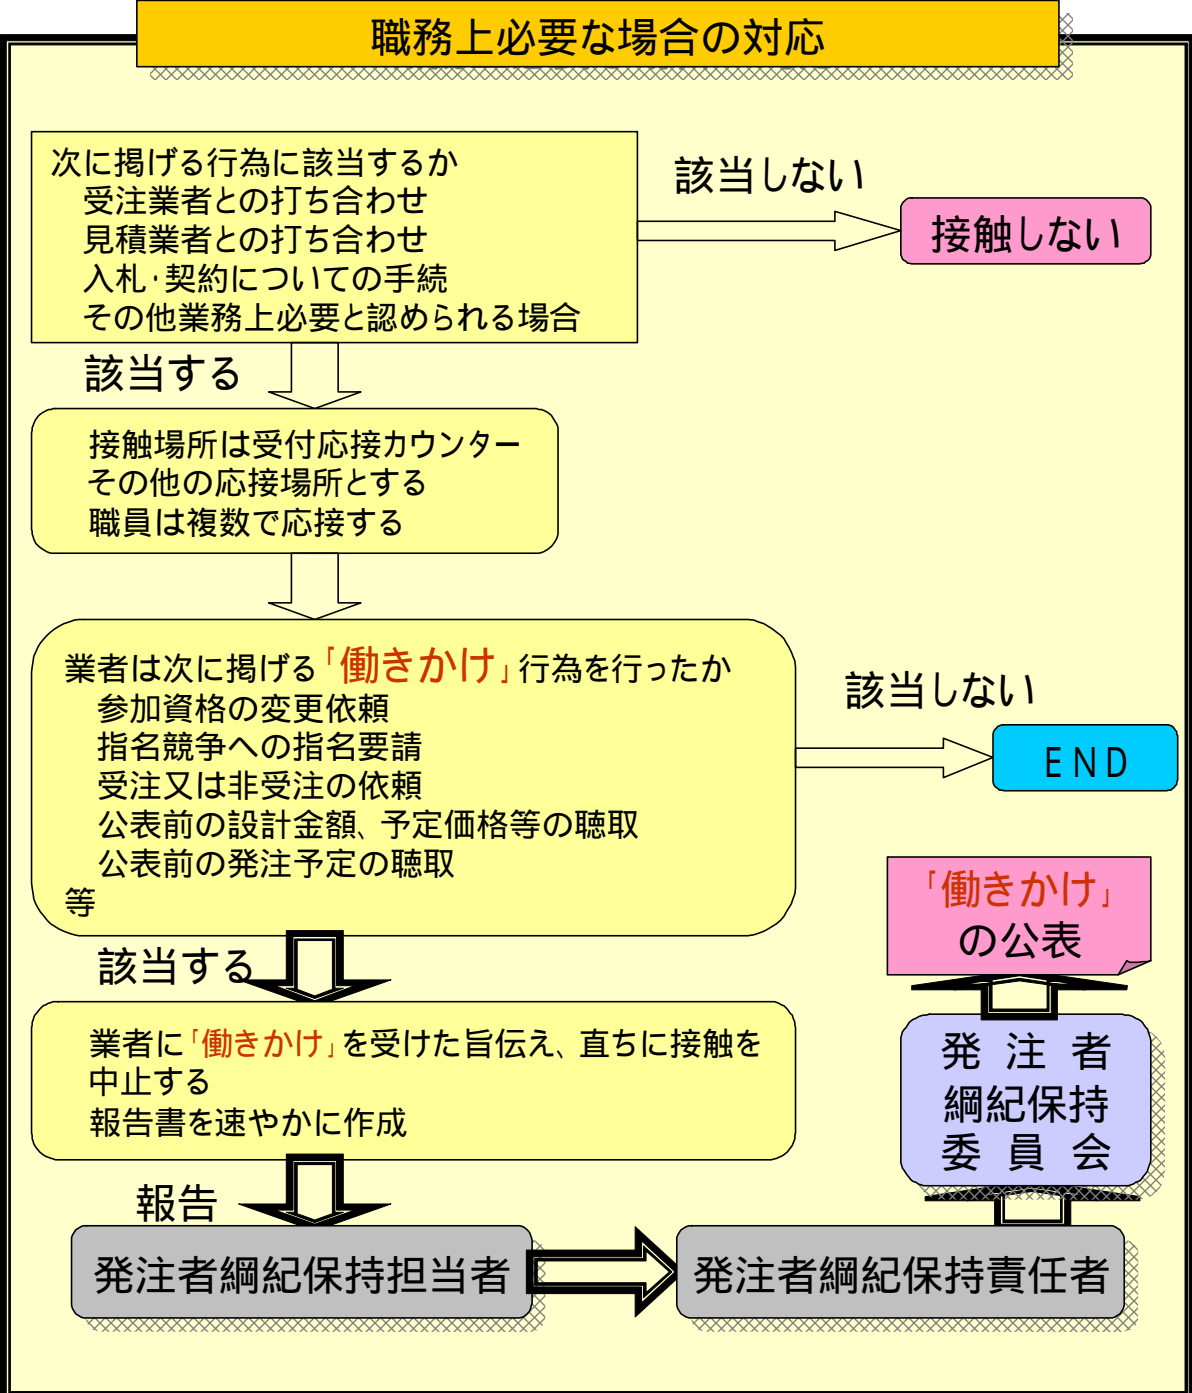 職務上必要な場合の対応
次に掲げる行為に該当するか
受注業者との打ち合わせ
見積業者との打ち合わせ
入札・契約についての手続
その他業務上必要と認められる場合
該当しない
接触しない
該当する
接触場所は受付応接カウンター
その他の応接場所とする
職員は複数で応接する
業者は次に掲げる「働きかけ」行為を行ったか
参加資格の変更依頼
指名競争への指名要請
受注又は非受注の依頼
公表前の設計金額、予定価格等の聴取
公表前の発注予定の聴取
等
該当しない
END
該当する
業者に「働きかけ」を受けた旨伝え、直ちに接触を
中止する
報告書を速やかに作成
報告
発注者綱紀保持担当者
発注者綱紀保持責任者
発注者
綱紀保持
委員会
「働きかけ」
の公表